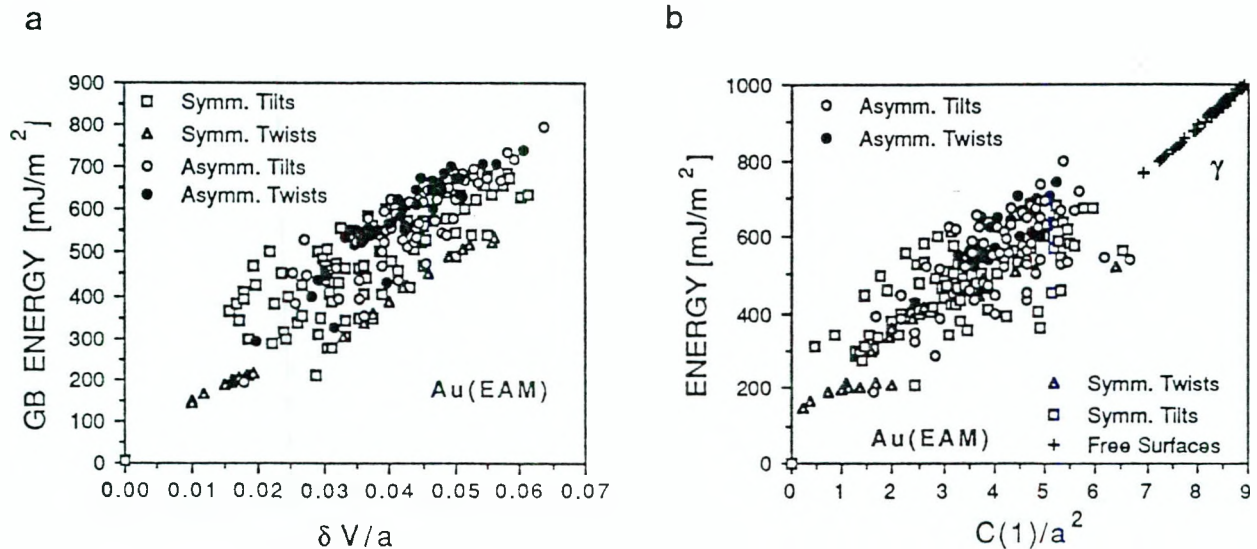 a
900
800
700
600
500
400
300
200
100
0
GB ENERGY [mJ/m²]
Symm. Tilts
Symm. Twists
Asymm. Tilts
Asymm. Twists
Au(EAM)
0.00 0.01 0.02 0.03 0.04 0.05 0.06 0.07
δ V/a
b
1000
800
600
400
200
0
ENERGY [mJ/m²]
Asymm. Tilts
Asymm. Twists
γ
Symm. Twists
Symm. Tilts
Free Surfaces
Au(EAM)
0 1 2 3 4 5 6 7 8 9
C(1)/a²